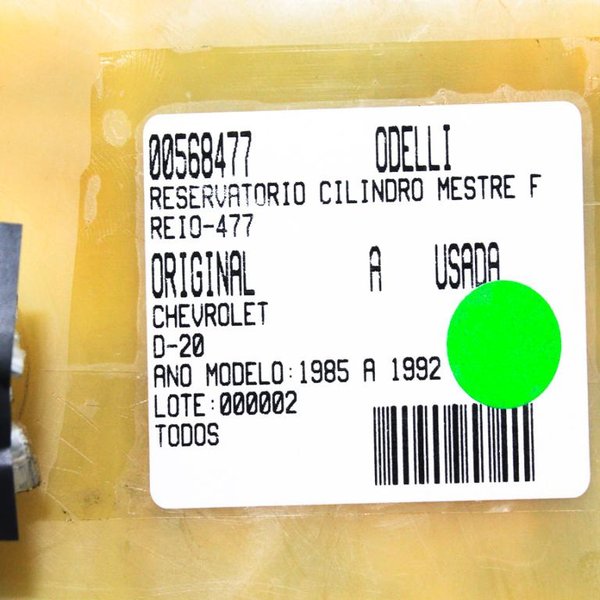 00568477 ODELLI
RESERVATORIO CILINDRO MESTRE F
REIO-477
ORIGINAL A USADA
CHEVROLET
D-20
ANO MODELO:1985 A 1992
LOTE:000002
TODOS